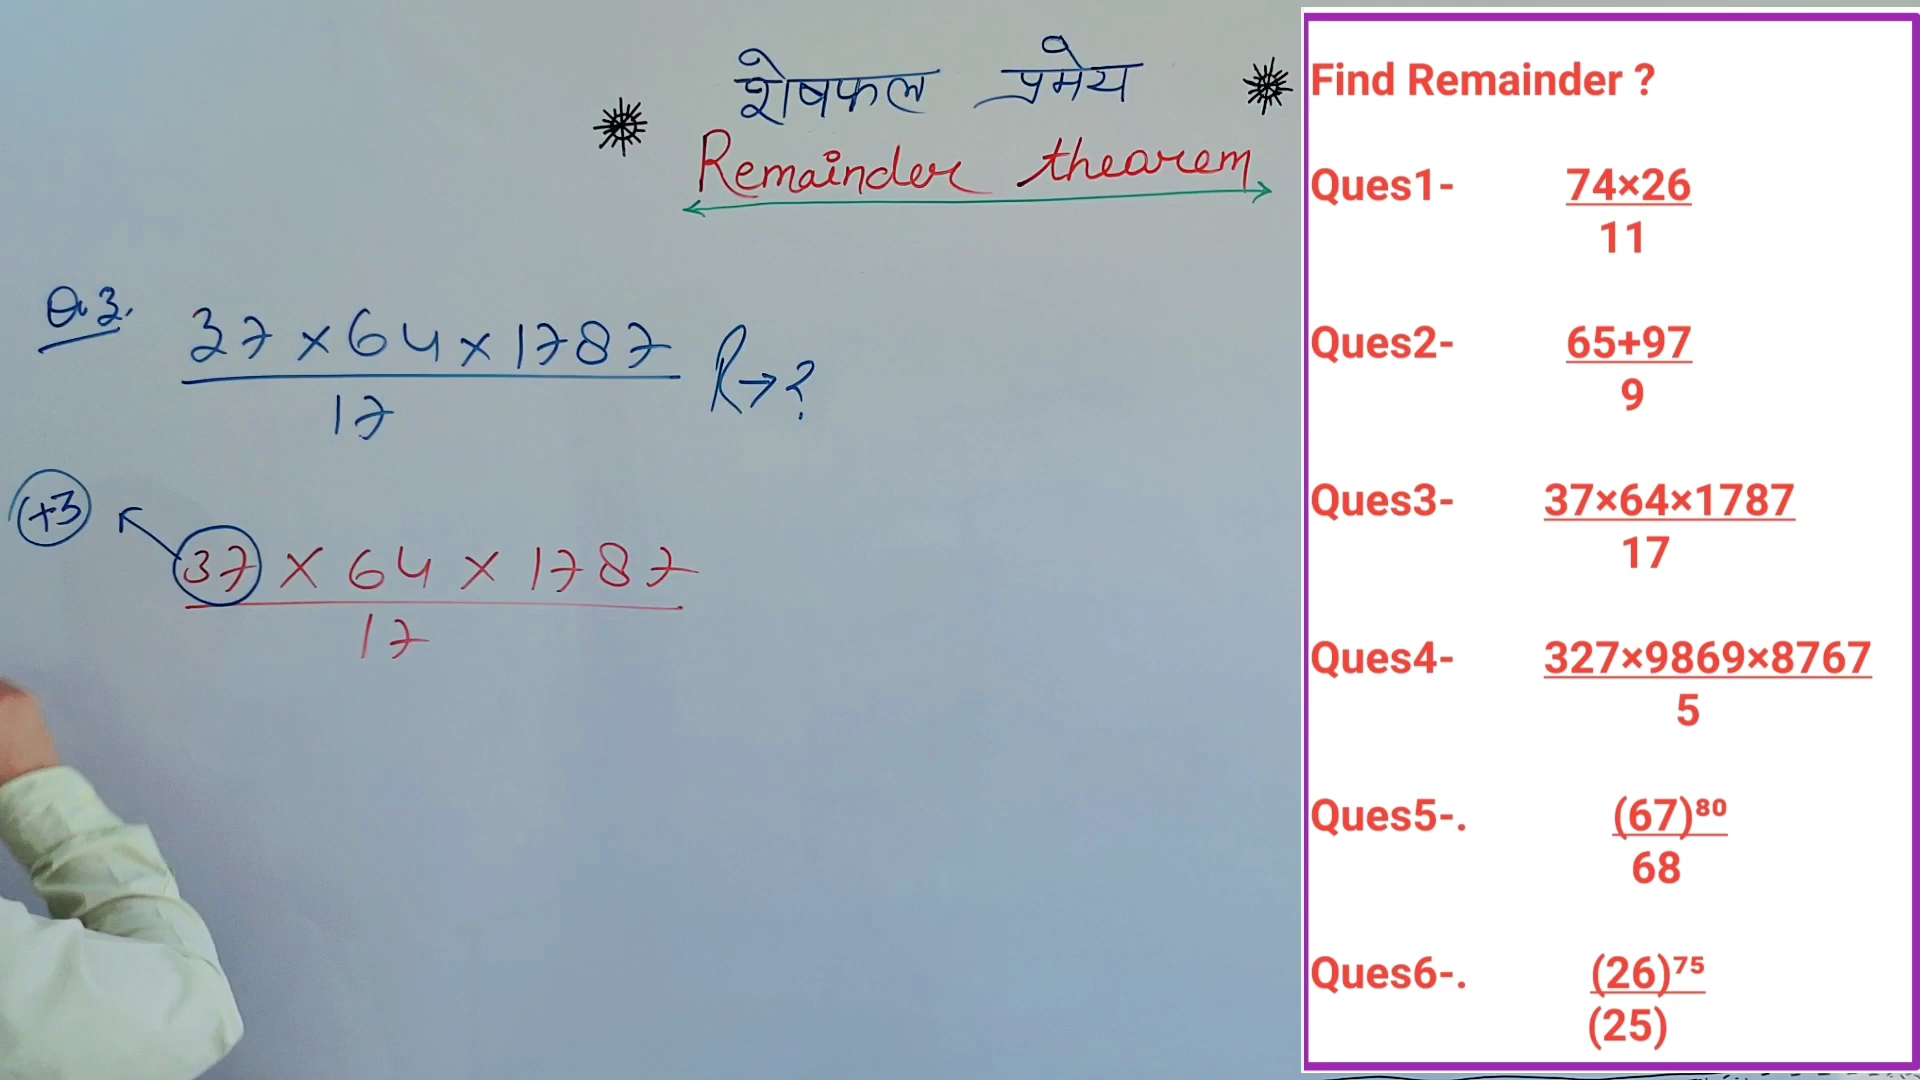 शेषफल प्रमेय
Remainder thearem
Q.3.
37 × 64 × 1787
17
R→?
+3
37 × 64 × 1787
17
Find Remainder ?
Ques1- 74×26
11
Ques2- 65+97
9
Ques3- 37×64×1787
17
Ques4- 327×9869×8767
5
Ques5-. (67)⁸⁰
68
Ques6-. (26)⁷⁵
(25)